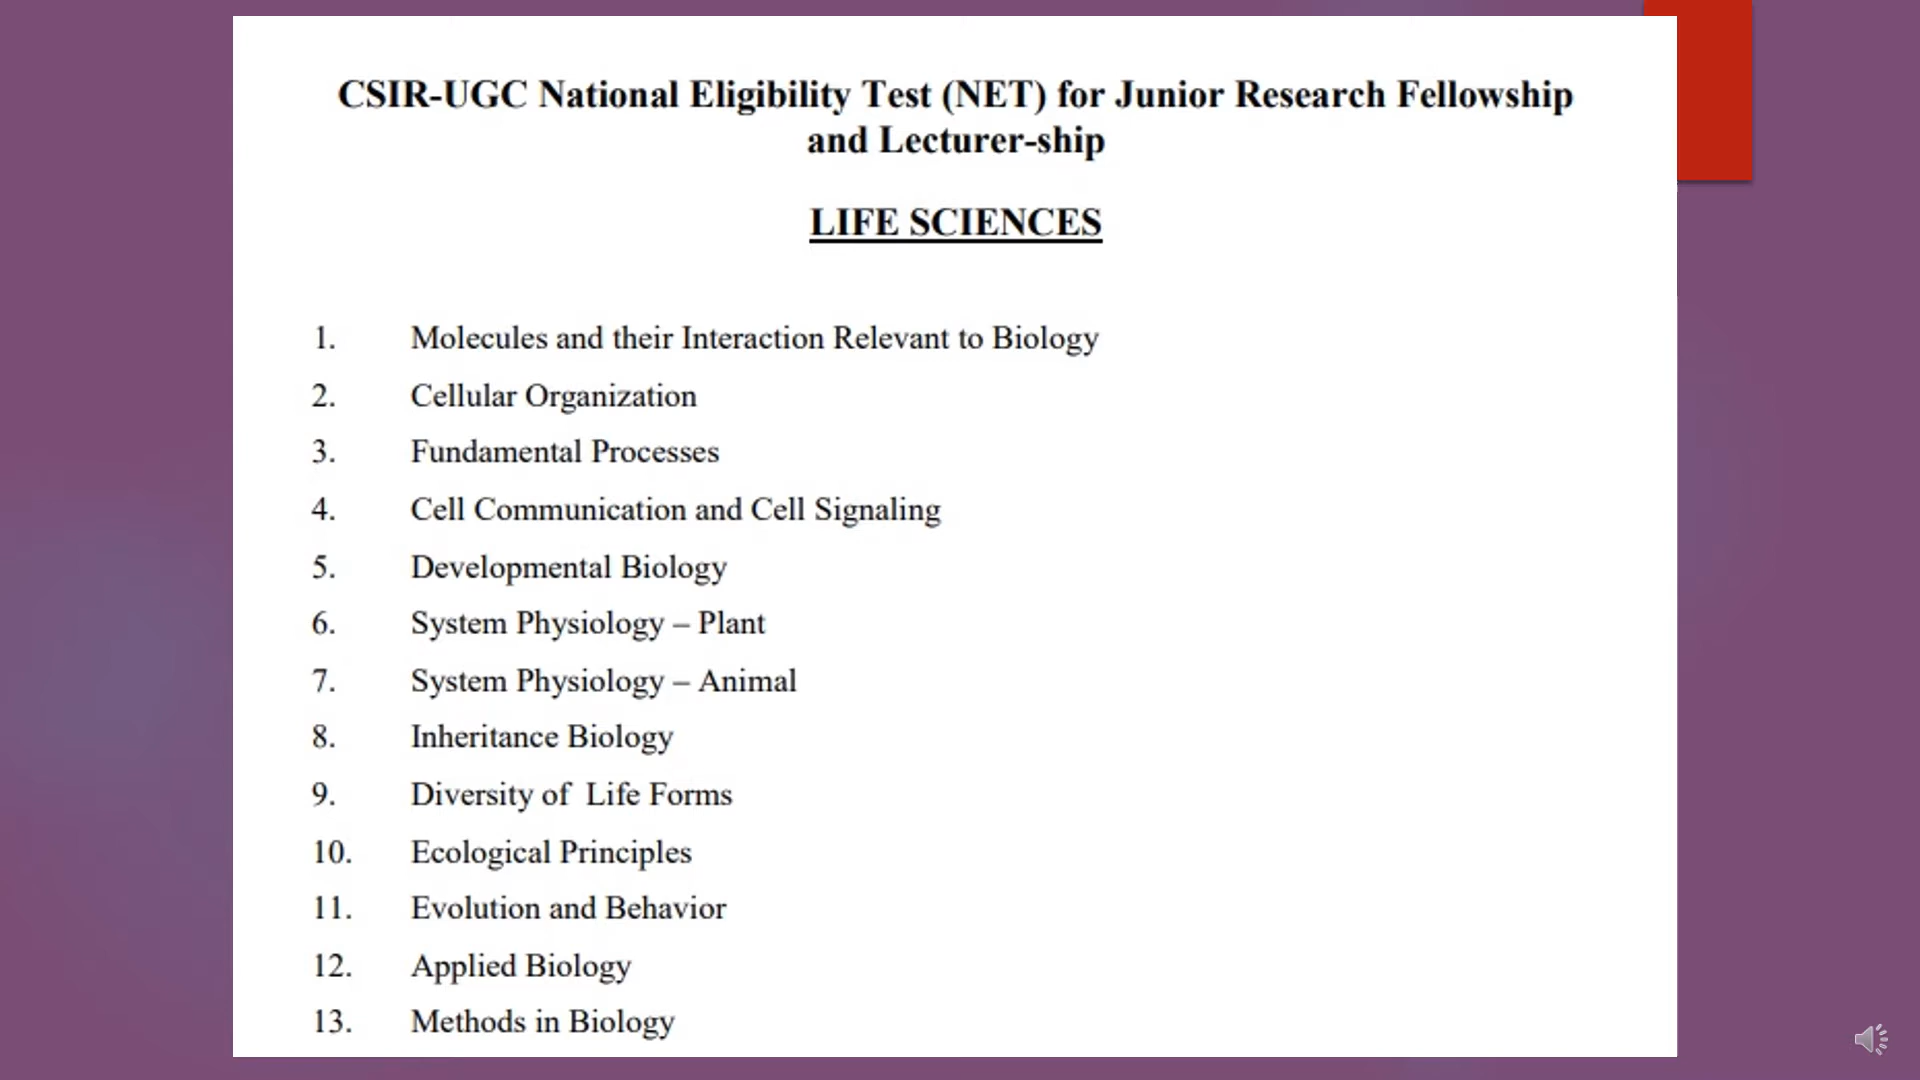 CSIR-UGC National Eligibility Test (NET) for Junior Research Fellowship
and Lecturer-ship
LIFE SCIENCES
1. Molecules and their Interaction Relevant to Biology
2. Cellular Organization
3. Fundamental Processes
4. Cell Communication and Cell Signaling
5. Developmental Biology
6. System Physiology – Plant
7. System Physiology – Animal
8. Inheritance Biology
9. Diversity of Life Forms
10. Ecological Principles
11. Evolution and Behavior
12. Applied Biology
13. Methods in Biology